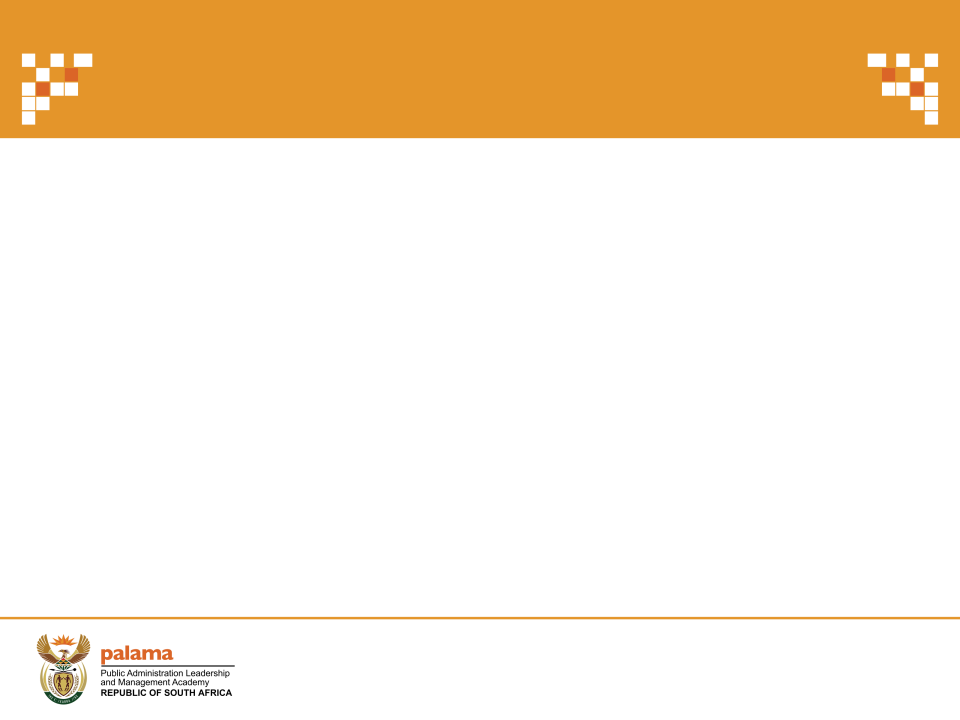 palama
Public Administration Leadership
and Management Academy
REPUBLIC OF SOUTH AFRICA